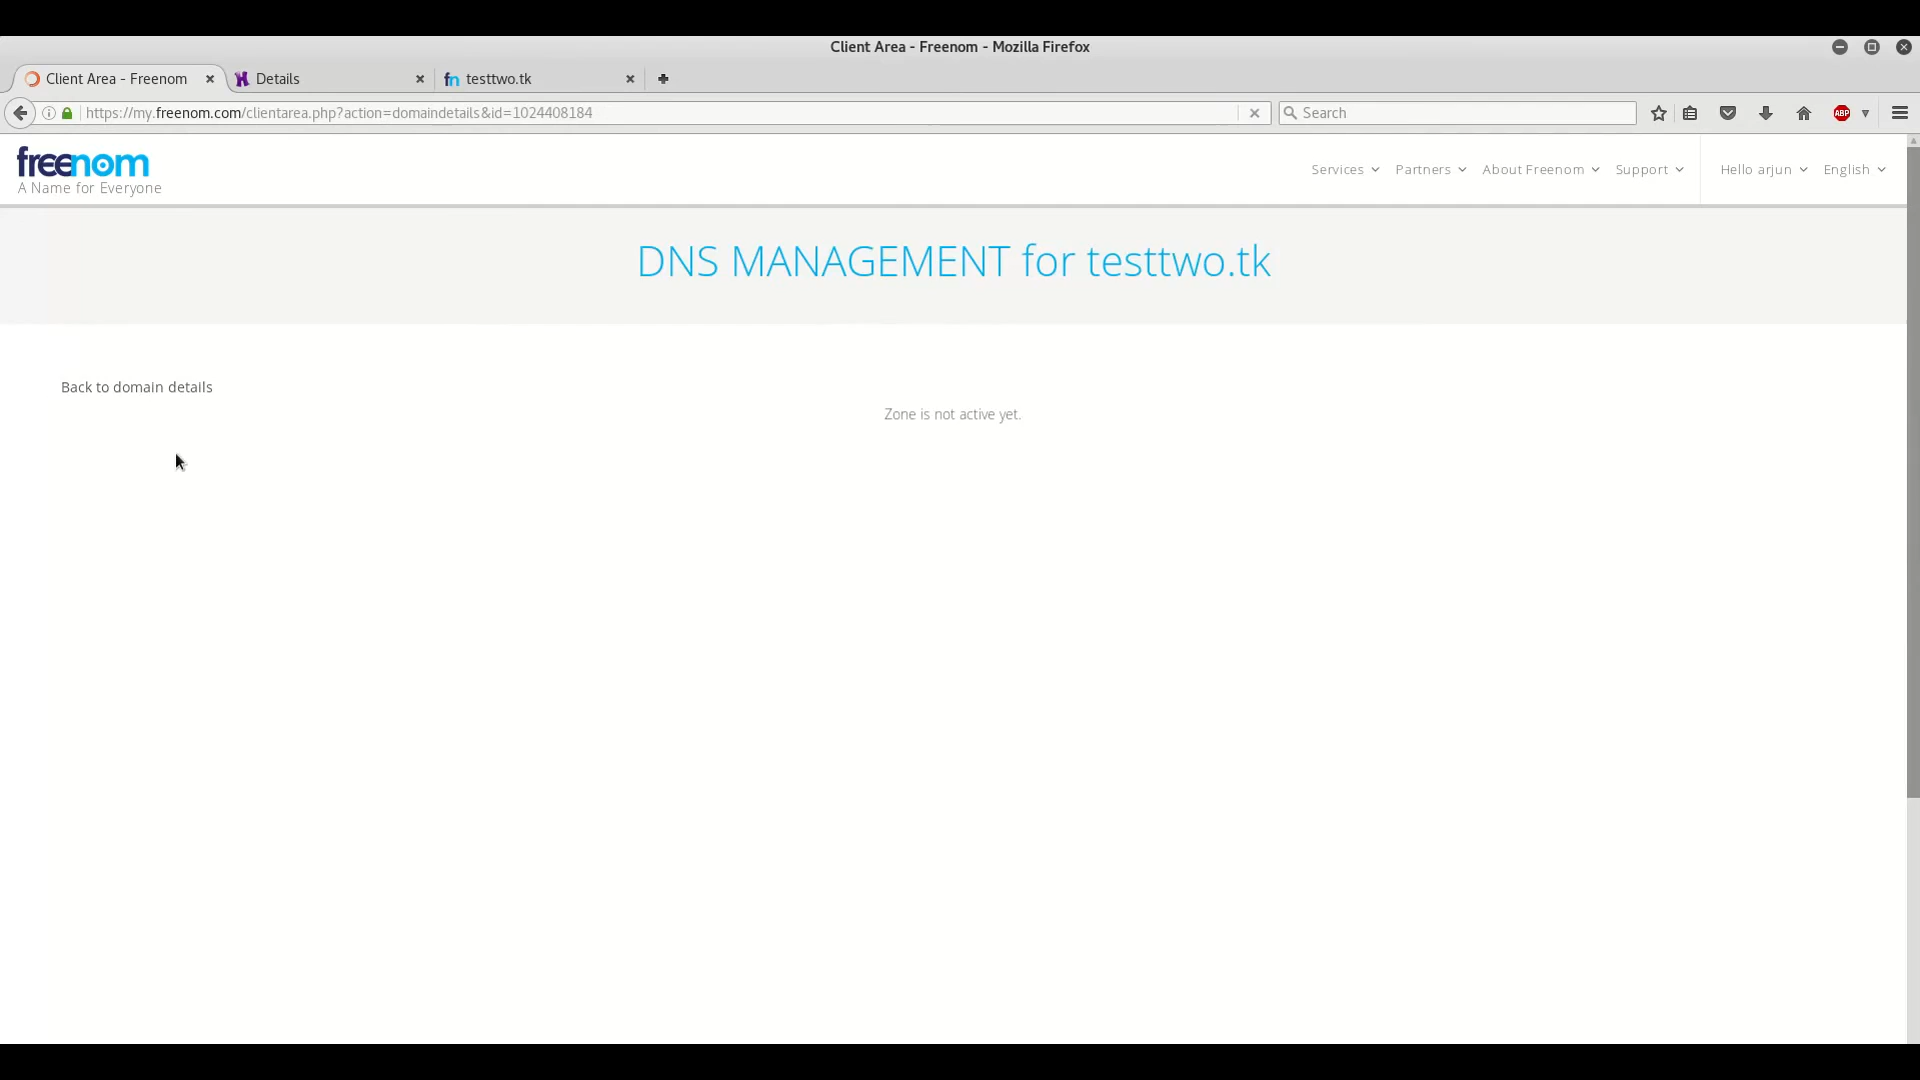 Client Area - Freenom - Mozilla Firefox
Client Area - Freenom
Details
testtwo.tk
https://my.freenom.com/clientarea.php?action=domaindetails&id=1024408184
Search
ABP
freenom
A Name for Everyone
Services
Partners
About Freenom
Support
Hello arjun
English
DNS MANAGEMENT for testtwo.tk
Back to domain details
Zone is not active yet.